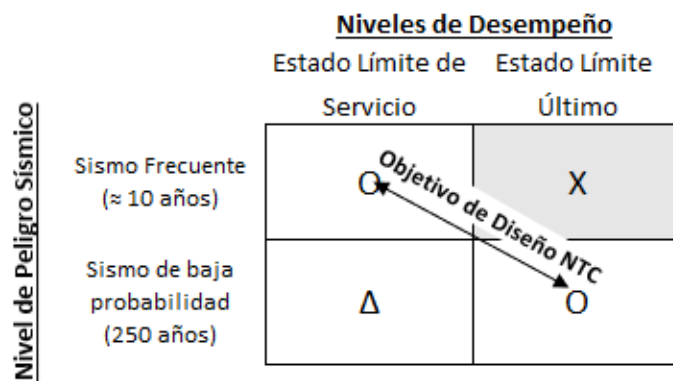 Niveles de Desempeño
Estado Límite de Servicio
Estado Límite Último
Nivel de Peligro Sísmico
Sismo Frecuente
(≈ 10 años)
O
X
Objetivo de Diseño NTC
Sismo de baja
probabilidad
(250 años)
Δ
O